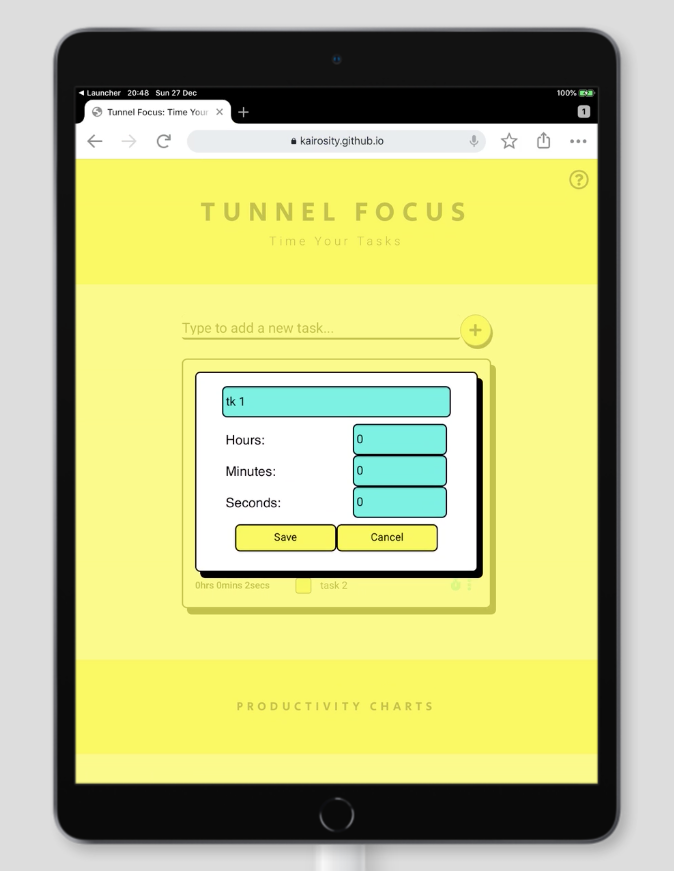 Launcher 20:48 Sun 27 Dec
100%
Tunnel Focus: Time Your
1
kairosity.github.io
?
TUNNEL FOCUS
Time Your Tasks
Type to add a new task...
+
tk 1
Hours: 0
Minutes: 0
Seconds: 0
Save Cancel
0hrs 0mins 2secs task 2
PRODUCTIVITY CHARTS